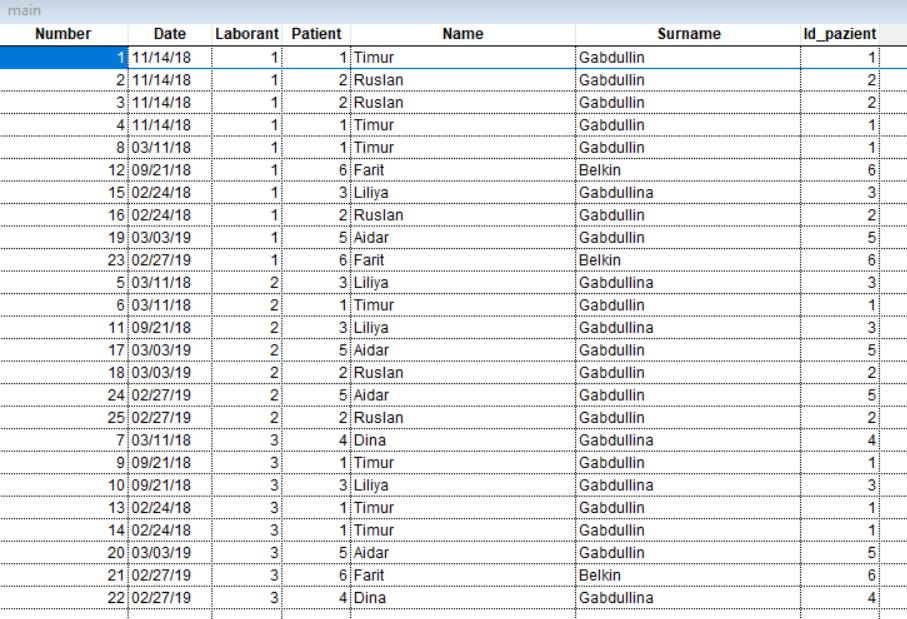 main
Number Date Laborant Patient Name Surname Id_pazient
1 11/14/18 1 1 Timur Gabdullin 1
2 11/14/18 1 2 Ruslan Gabdullin 2
3 11/14/18 1 2 Ruslan Gabdullin 2
4 11/14/18 1 1 Timur Gabdullin 1
8 03/11/18 1 1 Timur Gabdullin 1
12 09/21/18 1 6 Farit Belkin 6
15 02/24/18 1 3 Liliya Gabdullina 3
16 02/24/18 1 2 Ruslan Gabdullin 2
19 03/03/19 1 5 Aidar Gabdullin 5
23 02/27/19 1 6 Farit Belkin 6
5 03/11/18 2 3 Liliya Gabdullina 3
6 03/11/18 2 1 Timur Gabdullin 1
11 09/21/18 2 3 Liliya Gabdullina 3
17 03/03/19 2 5 Aidar Gabdullin 5
18 03/03/19 2 2 Ruslan Gabdullin 2
24 02/27/19 2 5 Aidar Gabdullin 5
25 02/27/19 2 2 Ruslan Gabdullin 2
7 03/11/18 3 4 Dina Gabdullina 4
9 09/21/18 3 1 Timur Gabdullin 1
10 09/21/18 3 3 Liliya Gabdullina 3
13 02/24/18 3 1 Timur Gabdullin 1
14 02/24/18 3 1 Timur Gabdullin 1
20 03/03/19 3 5 Aidar Gabdullin 5
21 02/27/19 3 6 Farit Belkin 6
22 02/27/19 3 4 Dina Gabdullina 4